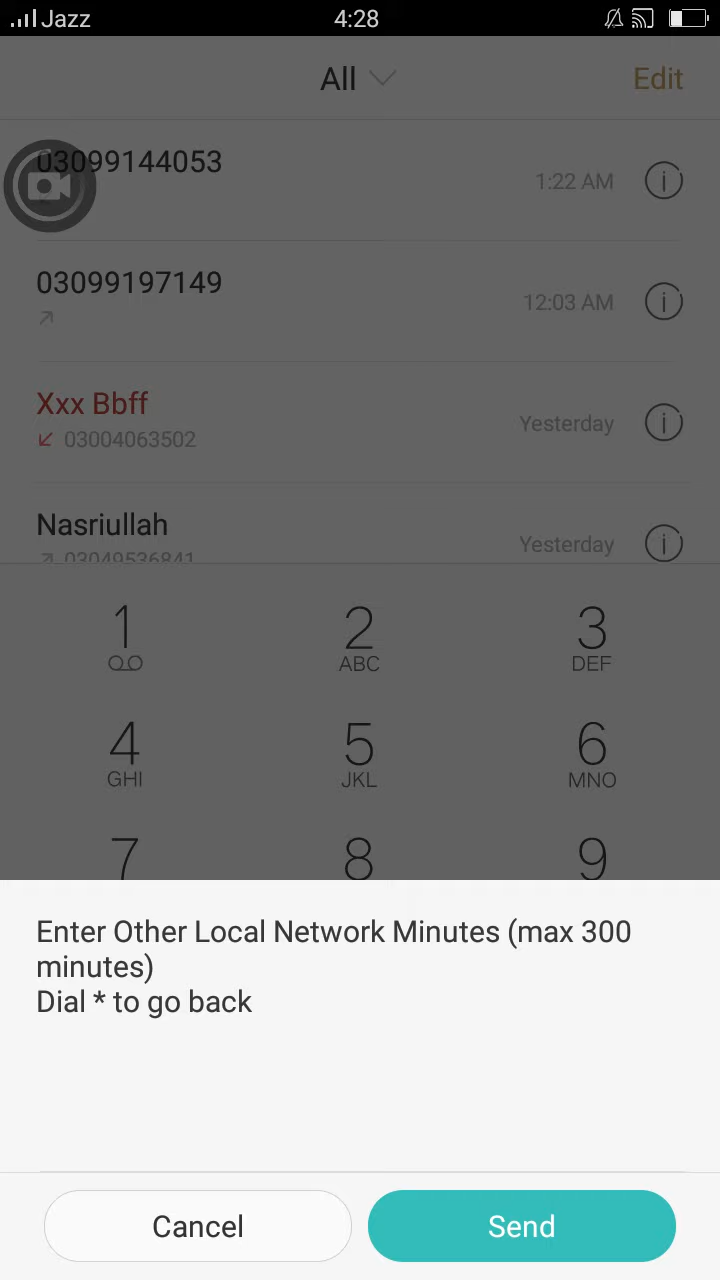 Jazz 4:28
All Edit
03099144053
1:22 AM
03099197149
12:03 AM
Xxx Bbff
03004063502
Yesterday
Nasriullah
03049536841
Yesterday
1 2 3
ABC DEF
4 5 6
GHI JKL MNO
7 8 9
Enter Other Local Network Minutes (max 300
minutes)
Dial * to go back
Cancel Send